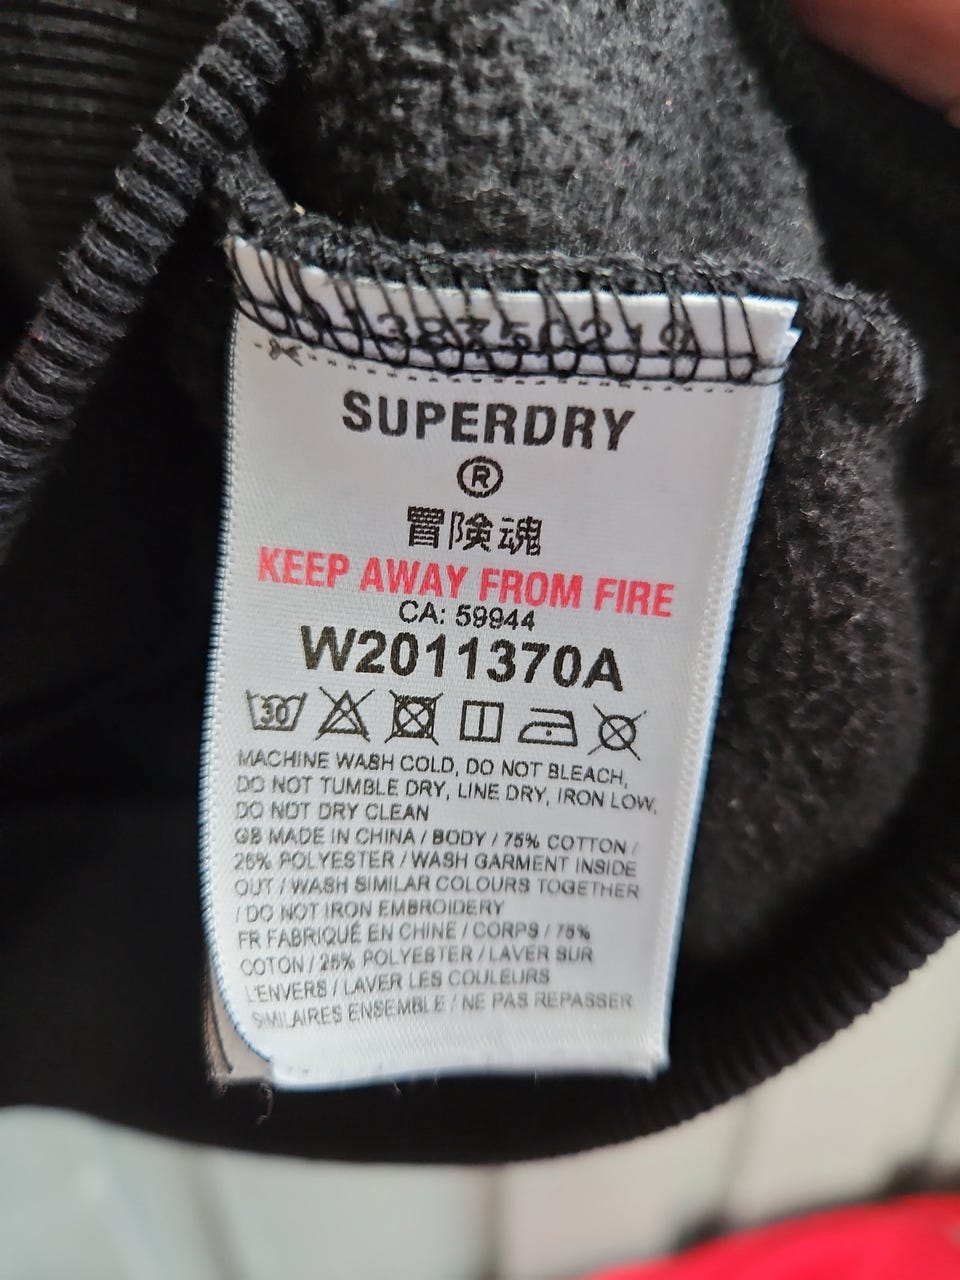 SUPERDRY
®
冒険魂
KEEP AWAY FROM FIRE
CA: 59944
W2011370A
30
MACHINE WASH COLD, DO NOT BLEACH,
DO NOT TUMBLE DRY, LINE DRY, IRON LOW,
DO NOT DRY CLEAN
GB MADE IN CHINA / BODY / 75% COTTON /
25% POLYESTER / WASH GARMENT INSIDE
OUT / WASH SIMILAR COLOURS TOGETHER
/ DO NOT IRON EMBROIDERY
FR FABRIQUÉ EN CHINE / CORPS / 75%
COTON / 25% POLYESTER / LAVER SUR
L'ENVERS / LAVER LES COULEURS
SIMILAIRES ENSEMBLE / NE PAS REPASSER